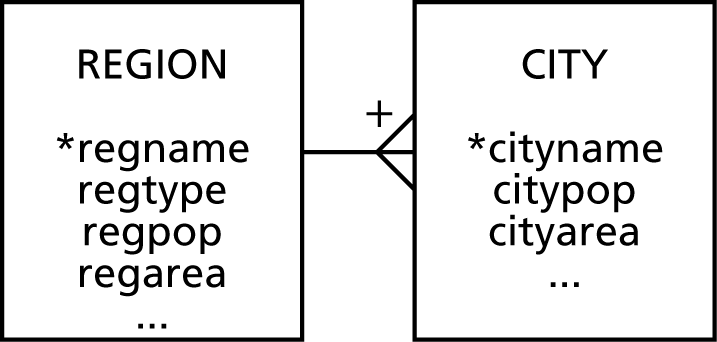 REGION
*regname
regtype
regpop
regarea
...
+
CITY
*cityname
citypop
cityarea
...